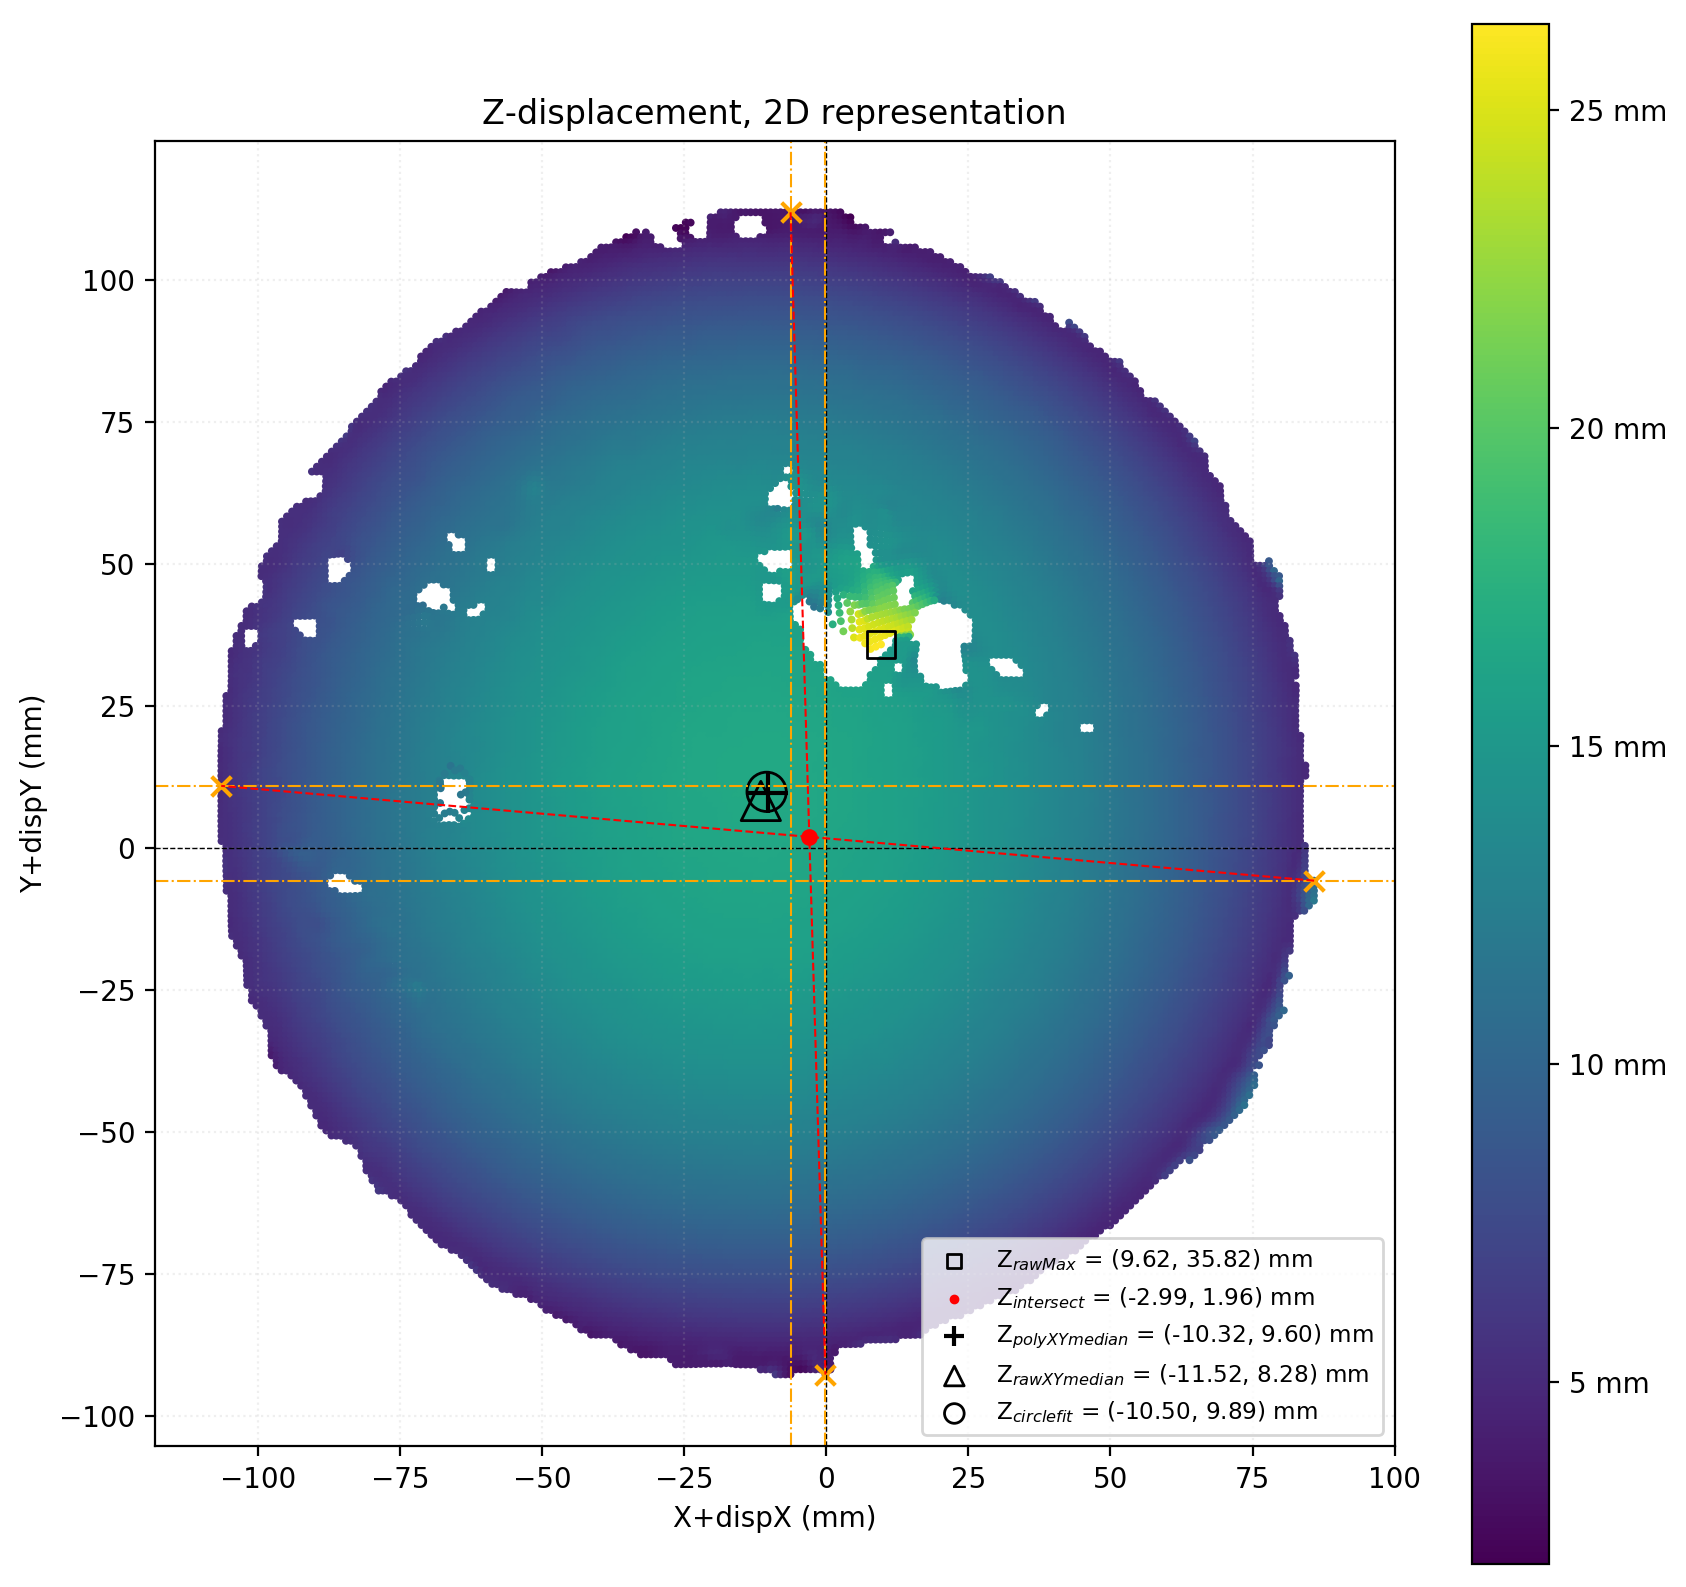 Z-displacement, 2D representation
25 mm
20 mm
15 mm
10 mm
5 mm
100
75
50
25
0
−25
−50
−75
−100
Y+dispY (mm)
−100 −75 −50 −25 0 25 50 75 100
X+dispX (mm)
Z_rawMax = (9.62, 35.82) mm
Z_intersect = (-2.99, 1.96) mm
Z_polyXYmedian = (-10.32, 9.60) mm
Z_rawXYmedian = (-11.52, 8.28) mm
Z_circlefit = (-10.50, 9.89) mm